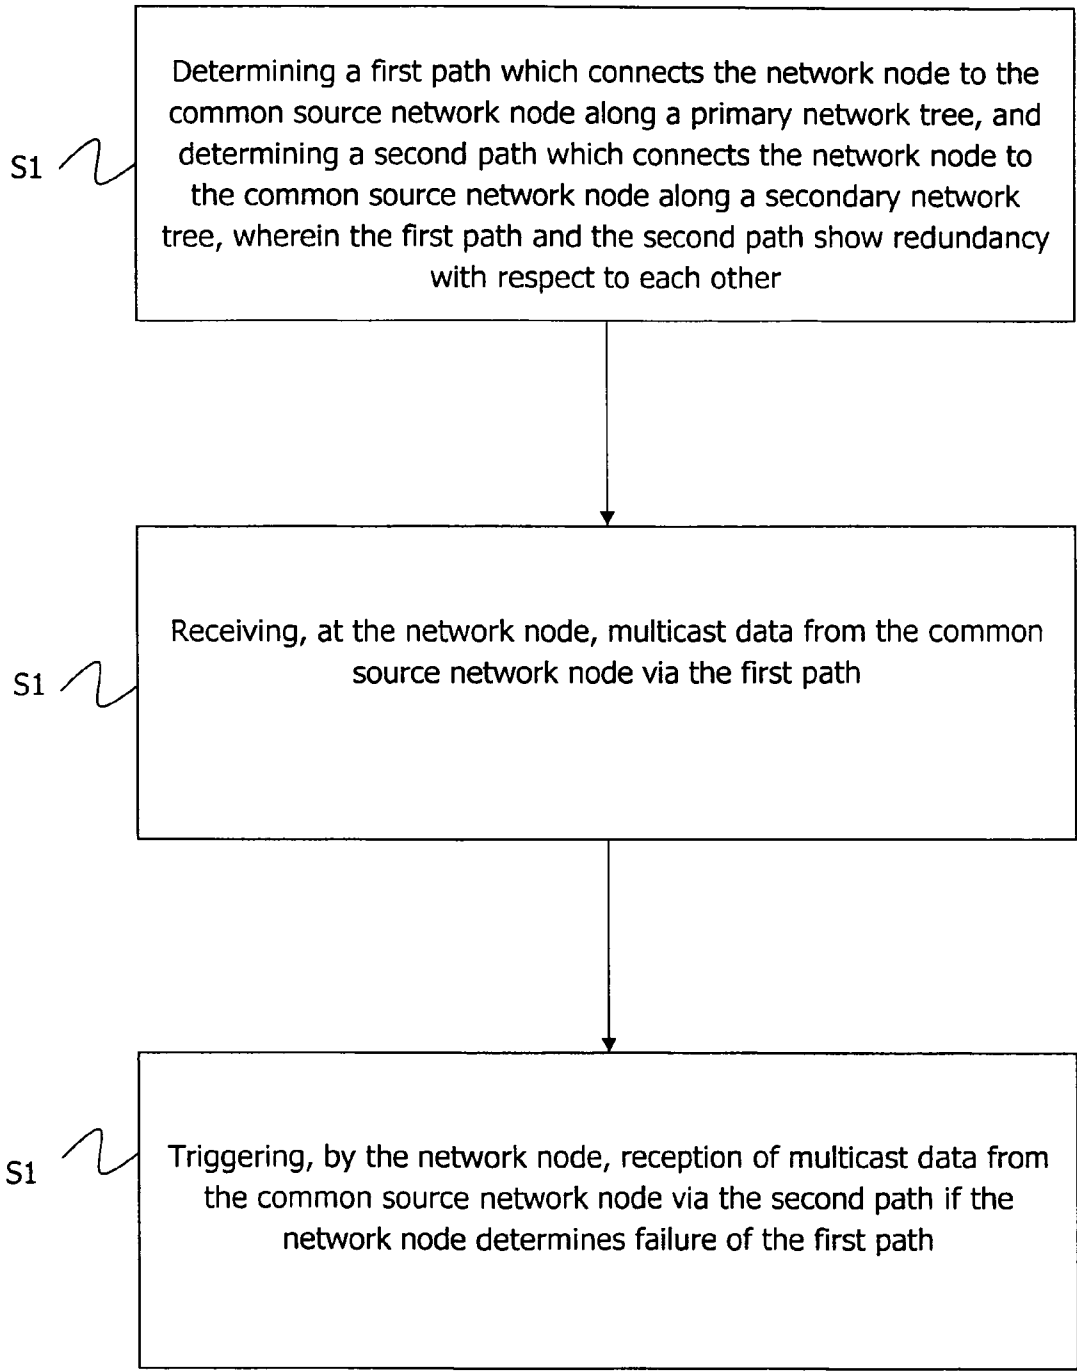 Determining a first path which connects the network node to the
common source network node along a primary network tree, and
determining a second path which connects the network node to
the common source network node along a secondary network
tree, wherein the first path and the second path show redundancy
with respect to each other
S1
Receiving, at the network node, multicast data from the common
source network node via the first path
S1
Triggering, by the network node, reception of multicast data from
the common source network node via the second path if the
network node determines failure of the first path
S1